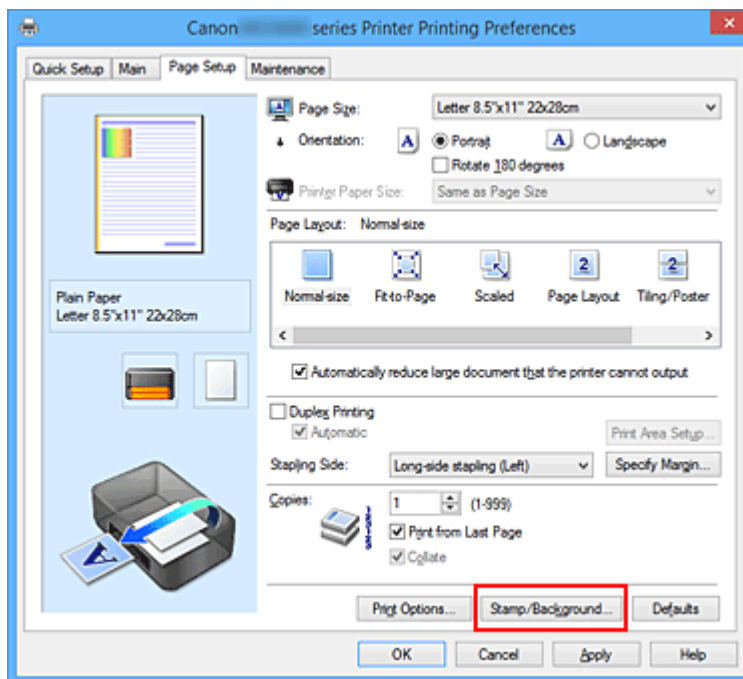 Canon series Printer Printing Preferences
Quick Setup Main Page Setup Maintenance
Page Size: Letter 8.5"x11" 22x28cm
Orientation: A Portrait A Landscape
Rotate 180 degrees
Printer Paper Size: Same as Page Size
Page Layout: Normal-size
2 2
Normal-size Fit-to-Page Scaled Page Layout Tiling/Poster
Plain Paper
Letter 8.5"x11" 22x28cm
Automatically reduce large document that the printer cannot output
Duplex Printing
Automatic
Print Area Setup...
Stapling Side: Long-side stapling (Left) Specify Margin...
Copies: 1 (1-999)
Print from Last Page
Collate
A
Print Options... Stamp/Background... Defaults
OK Cancel Apply Help